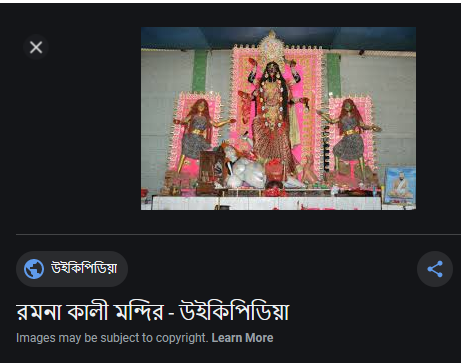 উইকিপিডিয়া
রমনা কালী মন্দির - উইকিপিডিয়া
Images may be subject to copyright. Learn More